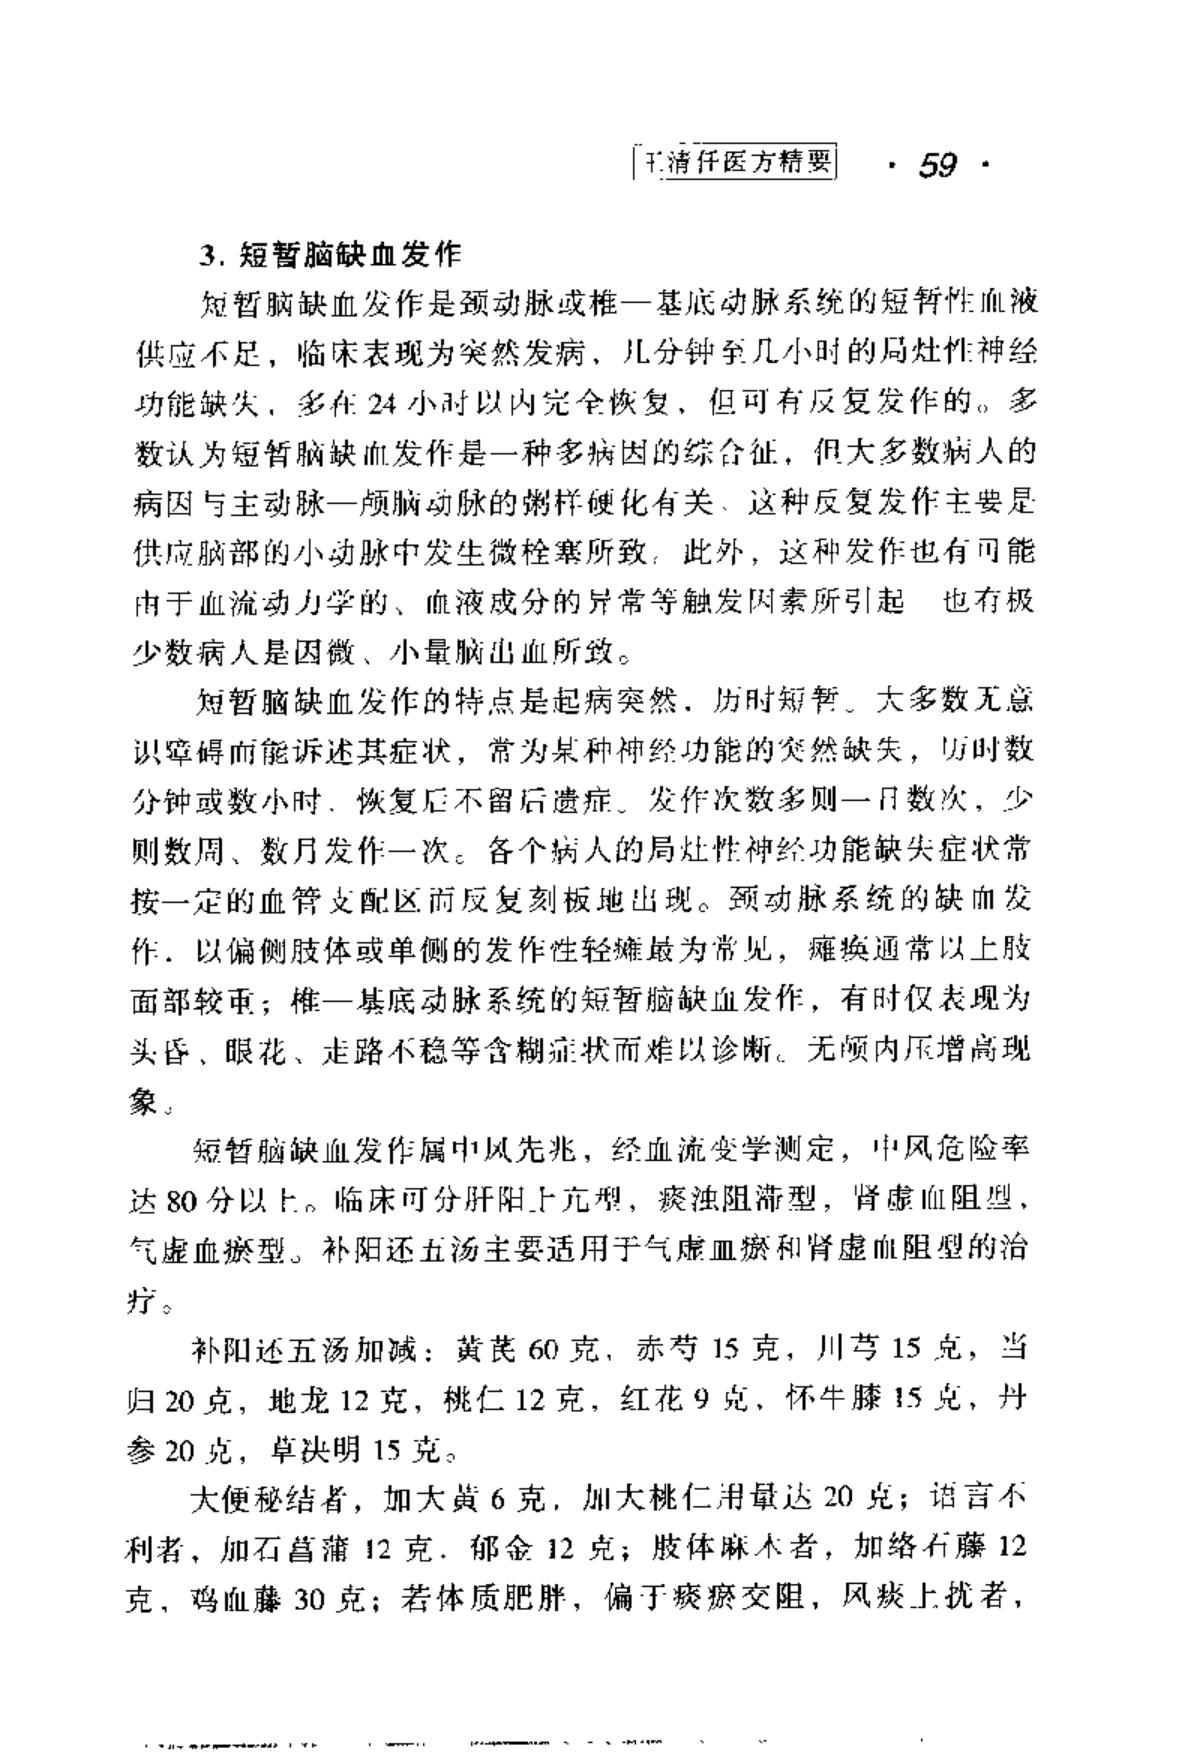 王清任医方精要 · 59 ·
3. 短暂脑缺血发作
短暂脑缺血发作是颈动脉或椎—基底动脉系统的短暂性血液
供应不足，临床表现为突然发病，几分钟至几小时的局灶性神经
功能缺失，多在 24 小时以内完全恢复，但可有反复发作的。多
数认为短暂脑缺血发作是一种多病因的综合征，但大多数病人的
病因与主动脉—颅脑动脉的粥样硬化有关、这种反复发作主要是
供应脑部的小动脉中发生微栓塞所致。此外，这种发作也有可能
由于血流动力学的、血液成分的异常等触发因素所引起 也有极
少数病人是因微、小量脑出血所致。
短暂脑缺血发作的特点是起病突然，历时短暂。大多数无意
识障碍而能诉述其症状，常为某种神经功能的突然缺失，历时数
分钟或数小时，恢复后不留后遗症。发作次数多则一日数次，少
则数周、数月发作一次。各个病人的局灶性神经功能缺失症状常
按一定的血管支配区而反复刻板地出现。颈动脉系统的缺血发
作，以偏侧肢体或单侧的发作性轻瘫最为常见，瘫痪通常以上肢
面部较重；椎—基底动脉系统的短暂脑缺血发作，有时仅表现为
头昏、眼花、走路不稳等含糊症状而难以诊断。无颅内压增高现
象。
短暂脑缺血发作属中风先兆，经血流变学测定，中风危险率
达 80 分以上。临床可分肝阳上亢型，痰浊阻滞型，肾虚血阻型，
气虚血瘀型。补阳还五汤主要适用于气虚血瘀和肾虚血阻型的治
疗。
补阳还五汤加减：黄芪 60 克，赤芍 15 克，川芎 15 克，当
归 20 克，地龙 12 克，桃仁 12 克，红花 9 克，怀牛膝 15 克，丹
参 20 克，草决明 15 克。
大便秘结者，加大黄 6 克，加大桃仁用量达 20 克；语言不
利者，加石菖蒲 12 克，郁金 12 克；肢体麻木者，加络石藤 12
克，鸡血藤 30 克；若体质肥胖，偏于痰瘀交阻，风痰上扰者，